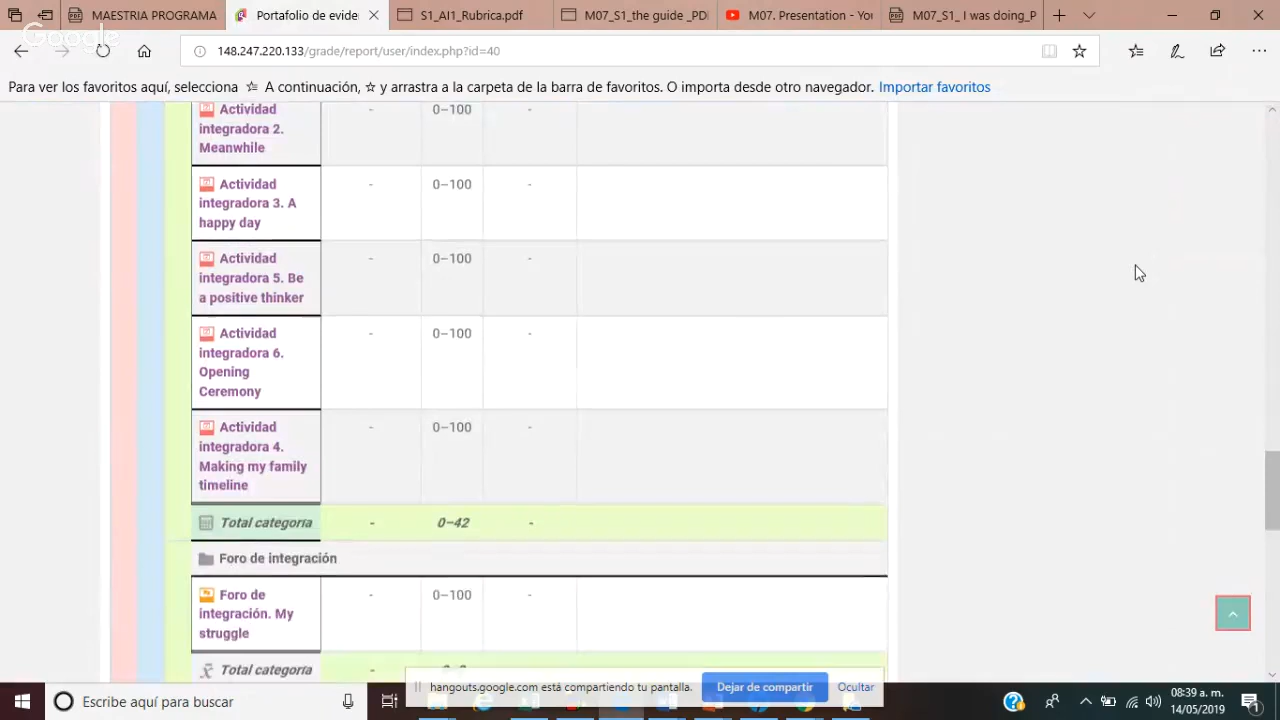 MAESTRIA PROGRAMA
Portafolio de evide
S1_AI1_Rubrica.pdf
M07_S1_the guide _PD
M07. Presentation - Yo
M07_S1_ I was doing_P
Google
148.247.220.133/grade/report/user/index.php?id=40
Para ver los favoritos aquí, selecciona A continuación, y arrastra a la carpeta de la barra de favoritos. O importa desde otro navegador. Importar favoritos
Actividad - 0–100 -
integradora 2.
Meanwhile
Actividad - 0–100 -
integradora 3. A
happy day
Actividad - 0–100 -
integradora 5. Be
a positive thinker
Actividad - 0–100 -
integradora 6.
Opening
Ceremony
Actividad - 0–100 -
integradora 4.
Making my family
timeline
Total categoría - 0–42 -
Foro de integración
Foro de - 0–100 -
integración. My
struggle
Total categoría -
hangouts.google.com está compartiendo tu pantalla. Dejar de compartir Ocultar
Escribe aquí para buscar
08:39 a. m.
14/05/2019